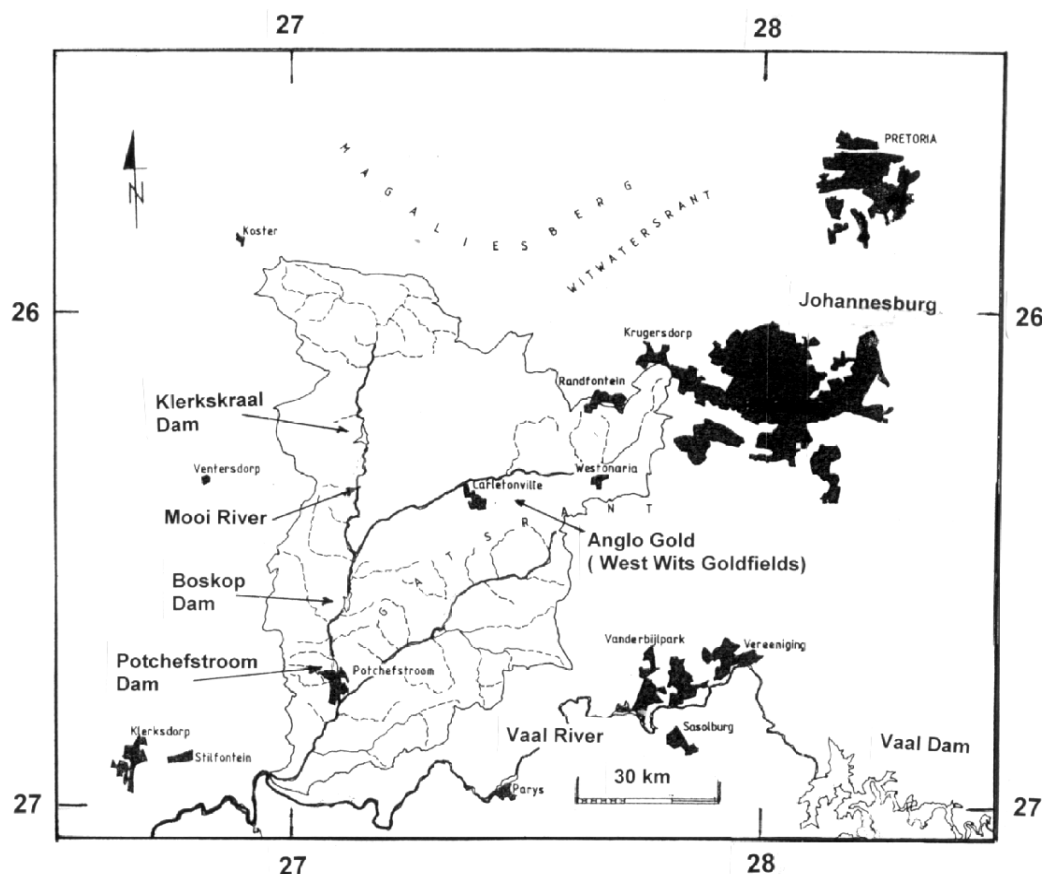 27
28
N
MAGALIESBERG
WITWATERSRANT
PRETORIA
Koster
26
26
Johannesburg
Krugersdorp
Randfontein
Klerkskraal
Dam
Ventersdorp
Westonaria
Carletonville
Mooi River
Anglo Gold
( West Wits Goldfields)
GATSRANT
Boskop
Dam
Potchefstroom
Dam
Potchefstroom
Vanderbijlpark
Vereeniging
Klerksdorp
Stilfontein
Vaal River
Sasolburg
Vaal Dam
30 km
Parys
27
27
27
28